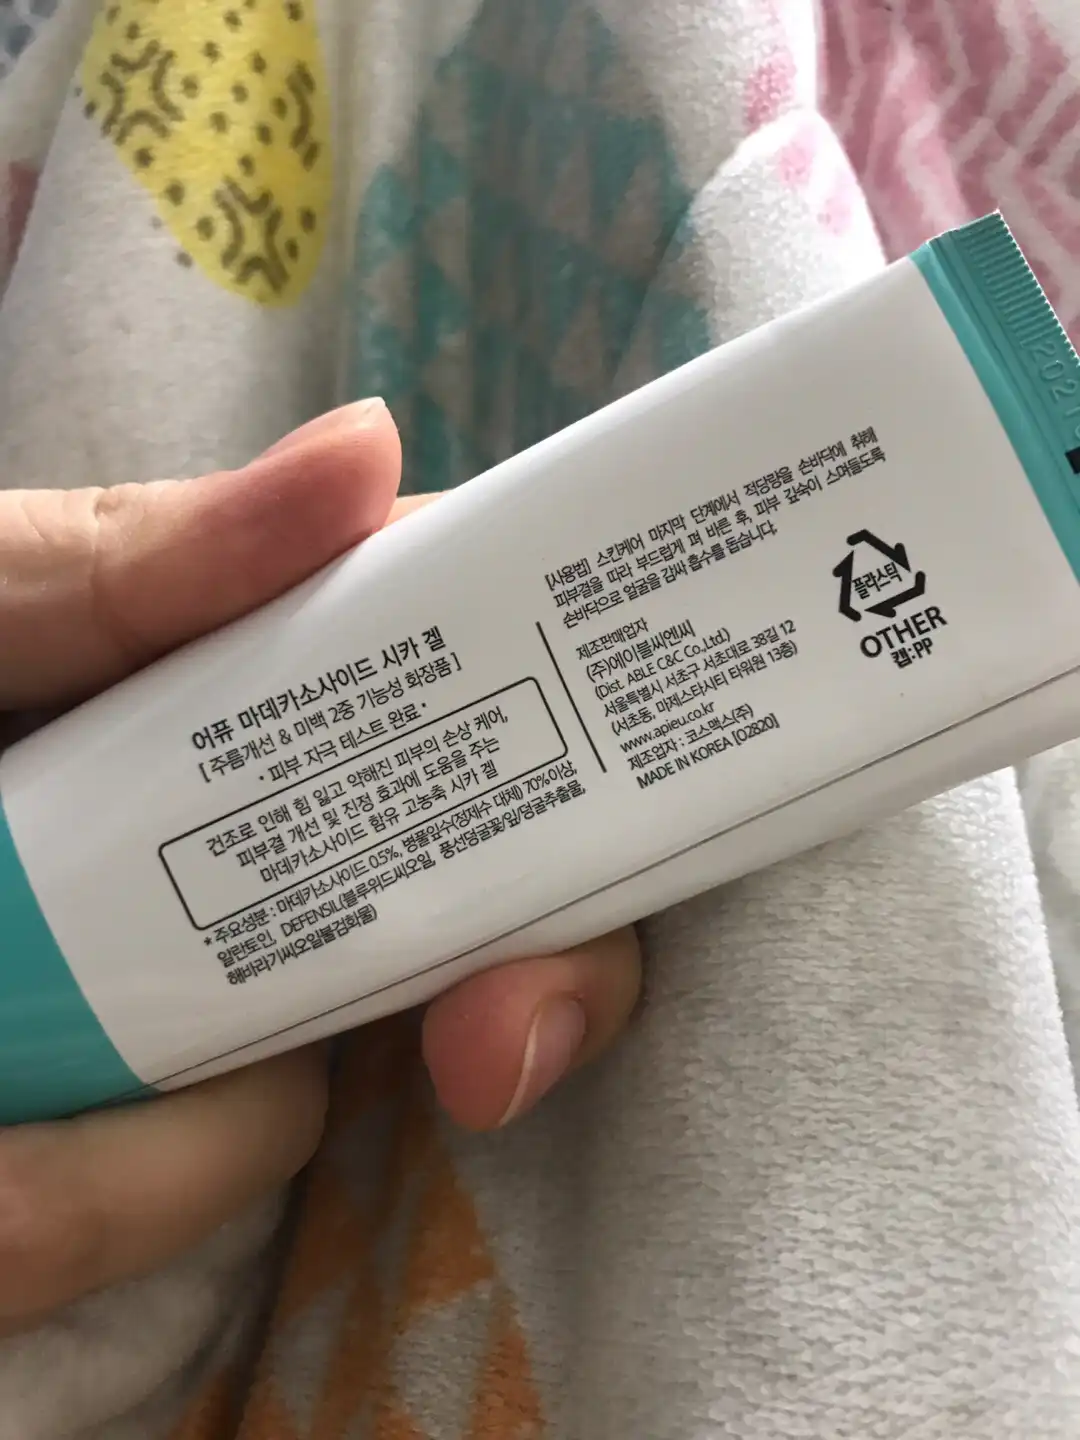 어퓨 마데카소사이드 시카 겔
[ 주름개선 & 미백 2중 기능성 화장품 ]
· 피부 자극 테스트 완료 ·
건조로 인해 힘 잃고 약해진 피부의 손상 케어,
피부결 개선 및 진정 효과에 도움을 주는
마데카소사이드 함유 고농축 시카 겔
* 주요성분 : 마데카소사이드 0.5%, 병풀잎수(정제수 대체) 70%이상,
알란토인, DEFENSIL(블루위드씨오일, 풍선덩굴꽃/잎/덩굴추출물,
해바라기씨오일불검화물)
[사용법] 스킨케어 마지막 단계에서 적당량을 손바닥에 취해
피부결을 따라 부드럽게 펴 바른 후, 피부 깊숙이 스며들도록
손바닥으로 얼굴을 감싸 흡수를 돕습니다.
제조판매업자
(주)에이블씨엔씨
(Dist. ABLE C&C Co.,Ltd.)
서울특별시 서초구 서초대로 38길 12
(서초동, 마제스타시티 타워원 13층)
www.apieu.co.kr
제조업자 : 코스맥스(주)
MADE IN KOREA [O2820]
플라스틱
OTHER
캡:PP